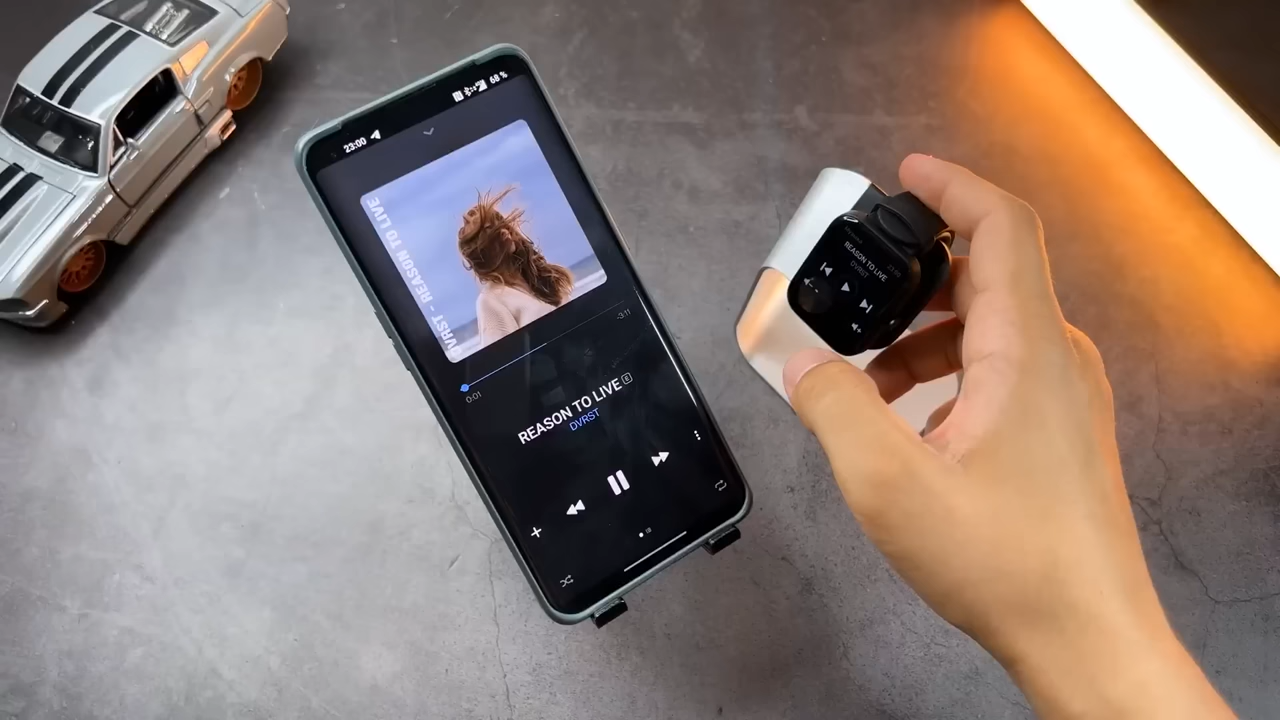 23:00
68 %
DVRST - REASON TO LIVE
0:01
-3:11
REASON TO LIVE E
DVRST
REASON TO LIVE
DVRST